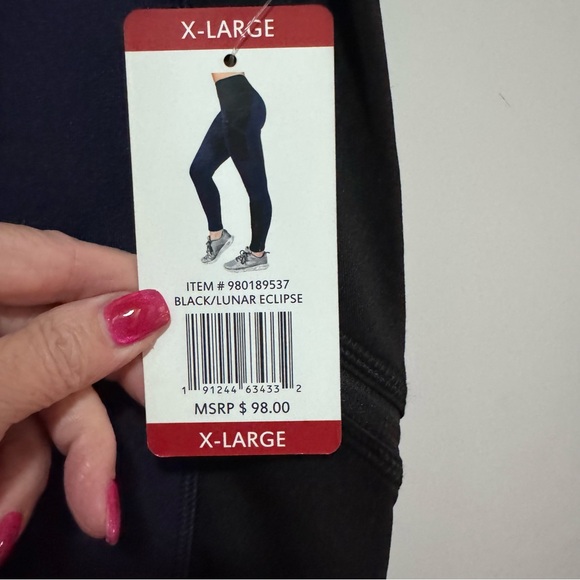 X-LARGE
ITEM # 980189537
BLACK/LUNAR ECLIPSE
1 91244 63433 2
MSRP $ 98.00
X-LARGE